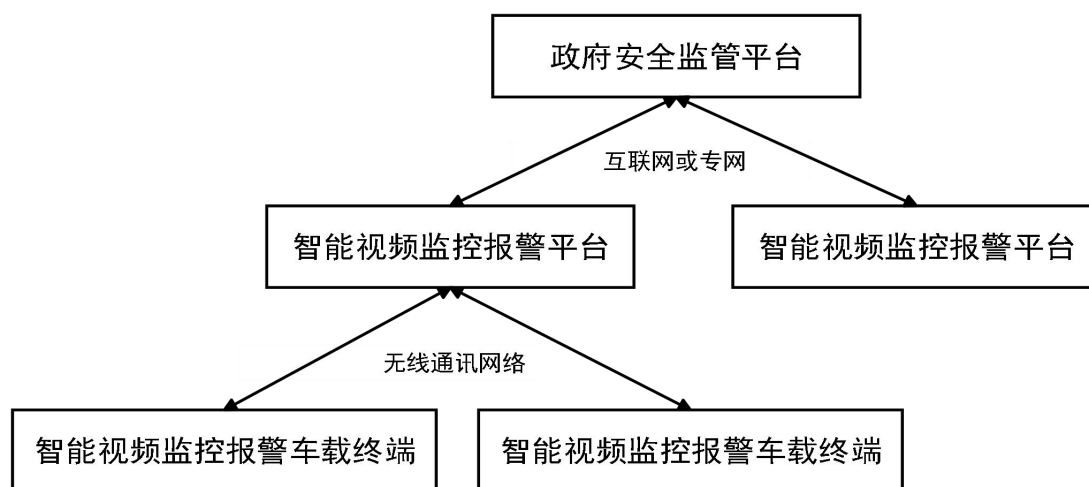 政府安全监管平台
互联网或专网
智能视频监控报警平台
智能视频监控报警平台
无线通讯网络
智能视频监控报警车载终端
智能视频监控报警车载终端